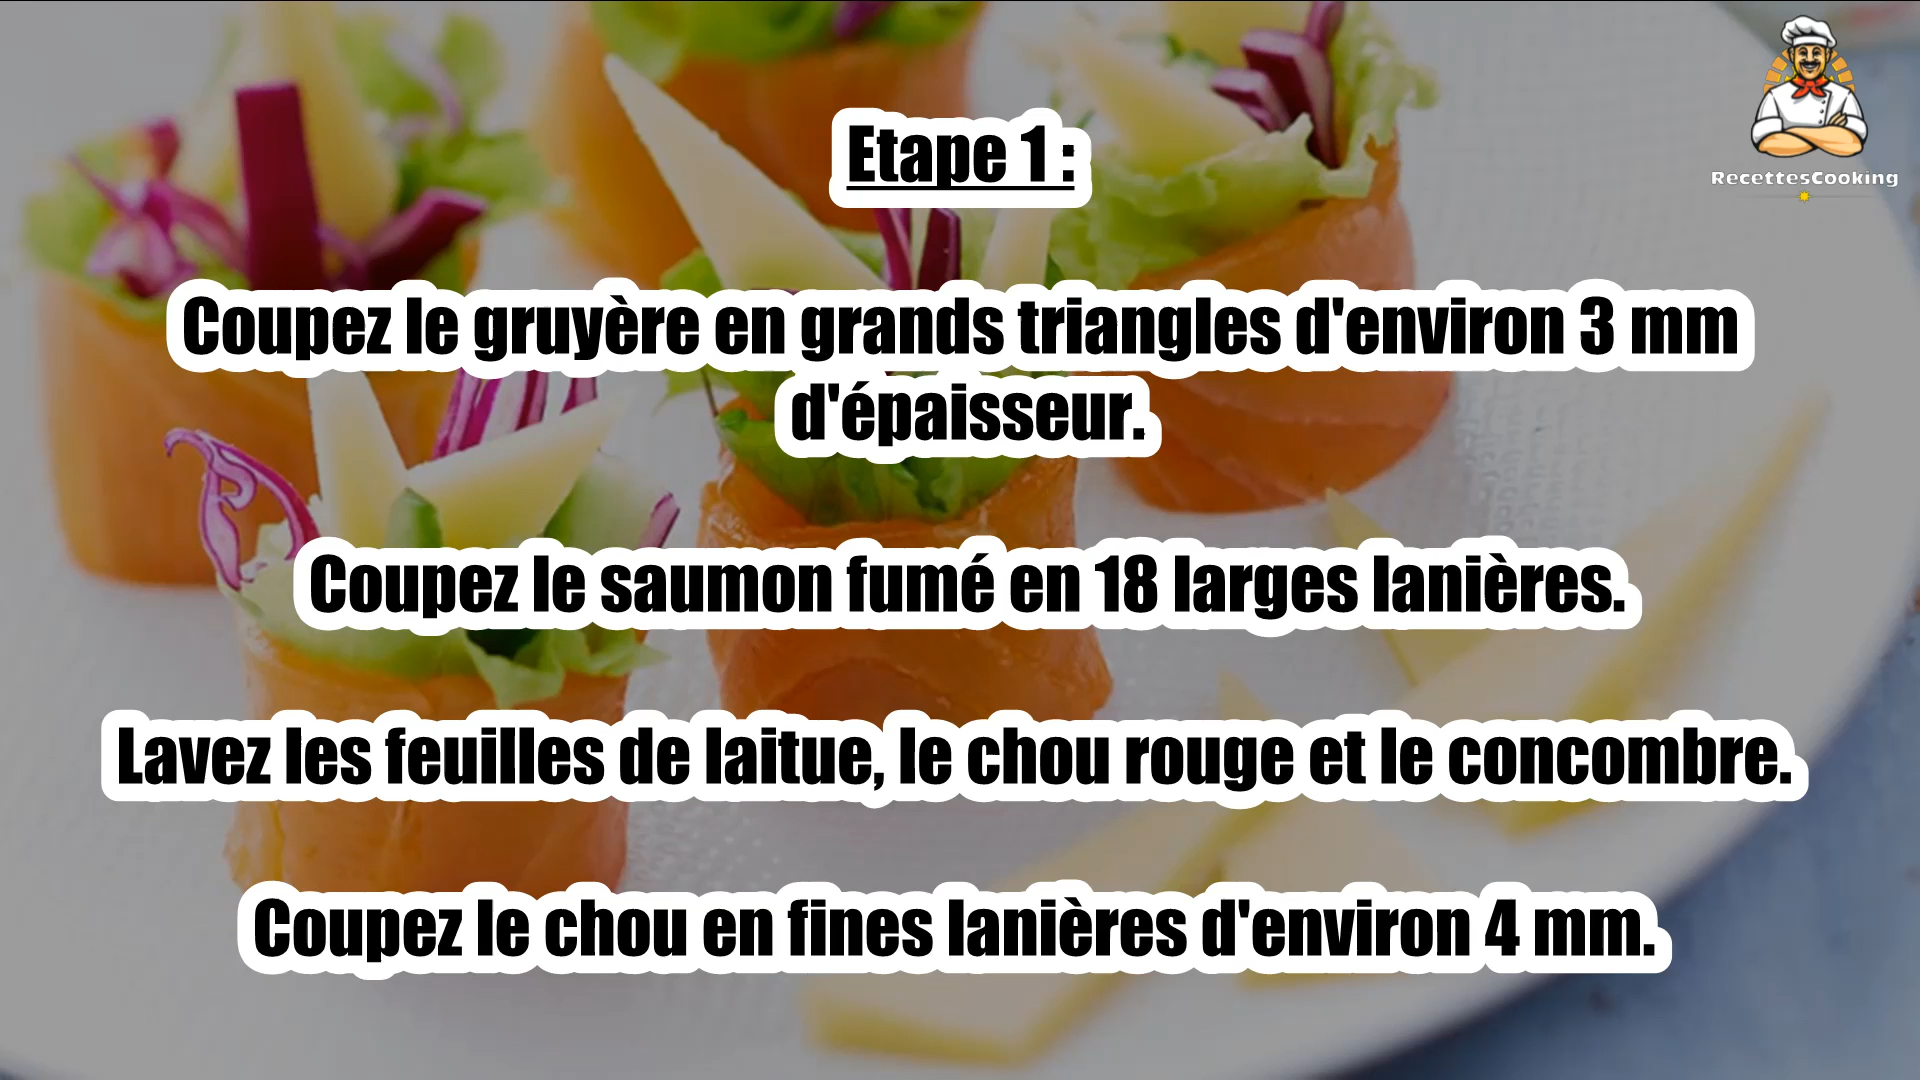 RecettesCooking
Etape 1 :
Coupez le gruyère en grands triangles d'environ 3 mm
d'épaisseur.
Coupez le saumon fumé en 18 larges lanières.
Lavez les feuilles de laitue, le chou rouge et le concombre.
Coupez le chou en fines lanières d'environ 4 mm.